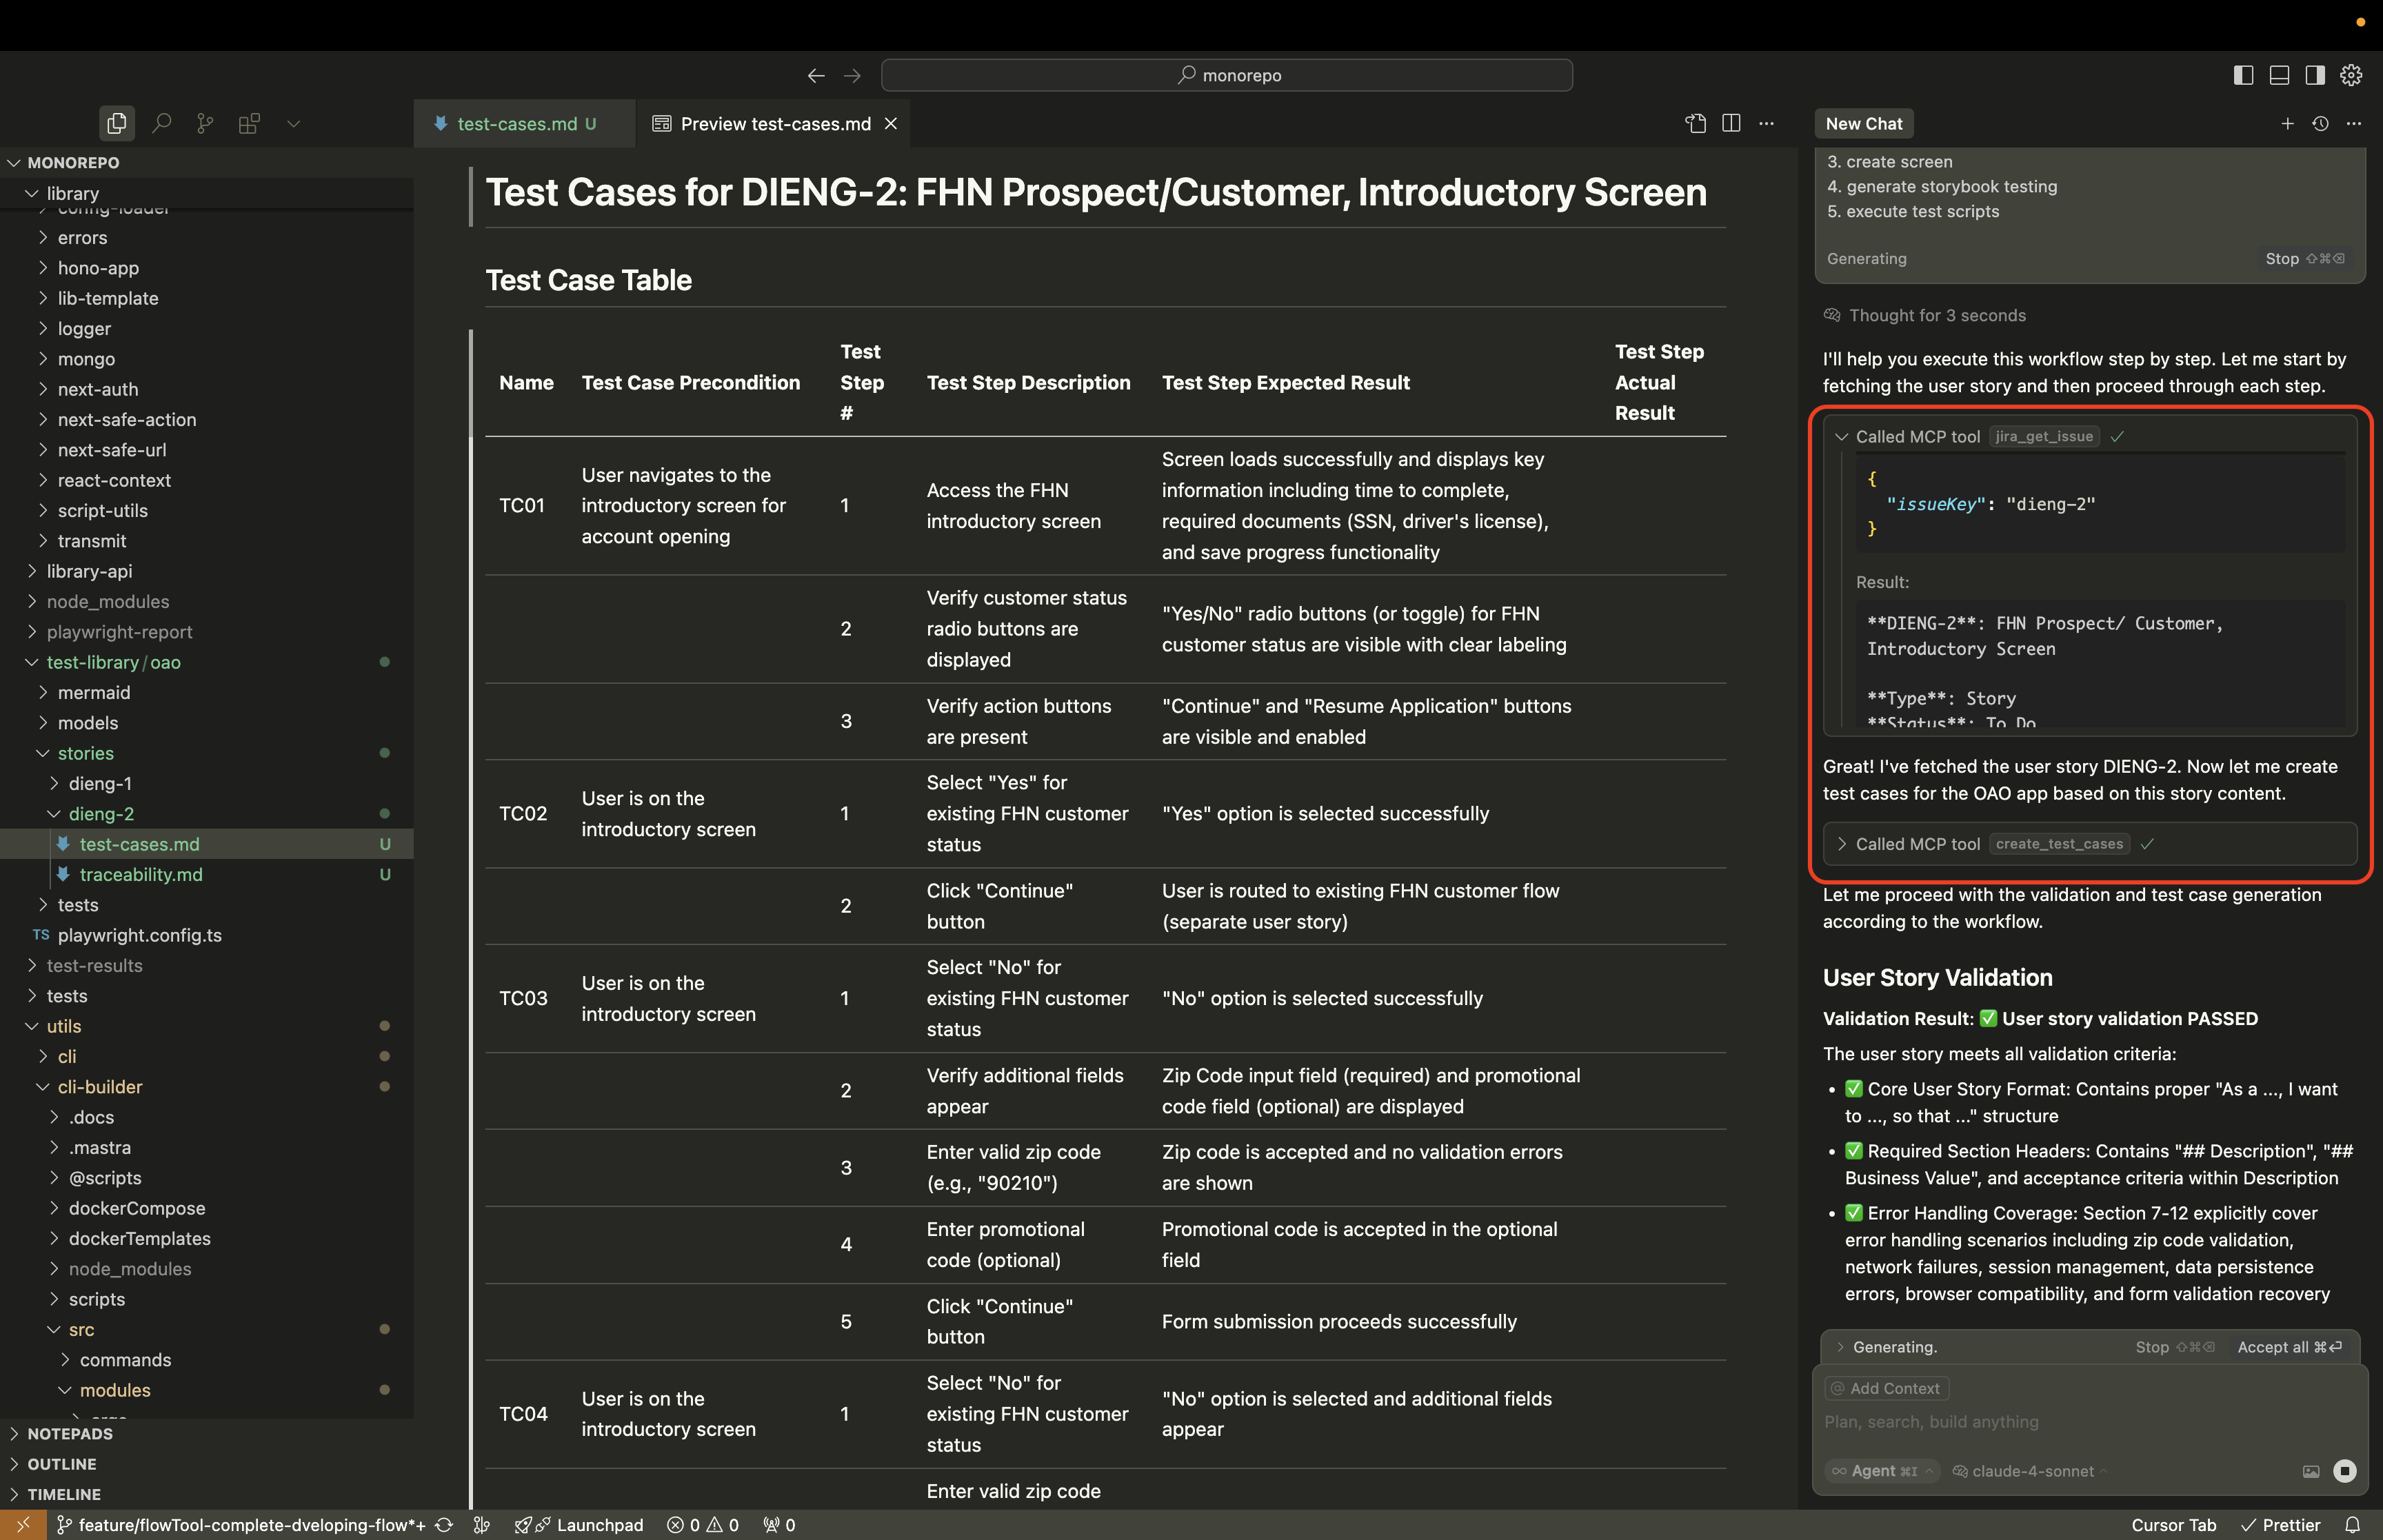 monorepo
test-cases.md U
Preview test-cases.md
New Chat
MONOREPO
library
config-loader
errors
hono-app
lib-template
logger
mongo
next-auth
next-safe-action
next-safe-url
react-context
script-utils
transmit
library-api
node_modules
playwright-report
test-library/oao
mermaid
models
stories
dieng-1
dieng-2
test-cases.md U
traceability.md U
tests
TS playwright.config.ts
test-results
tests
utils
cli
cli-builder
.docs
.mastra
@scripts
dockerCompose
dockerTemplates
node_modules
scripts
src
commands
modules
NOTEPADS
OUTLINE
TIMELINE
Test Cases for DIENG-2: FHN Prospect/Customer, Introductory Screen
Test Case Table
Name
Test Case Precondition
Test
Step
#
Test Step Description
Test Step Expected Result
Test Step
Actual
Result
TC01
User navigates to the
introductory screen for
account opening
1
Access the FHN
introductory screen
Screen loads successfully and displays key
information including time to complete,
required documents (SSN, driver's license),
and save progress functionality
2
Verify customer status
radio buttons are
displayed
"Yes/No" radio buttons (or toggle) for FHN
customer status are visible with clear labeling
3
Verify action buttons
are present
"Continue" and "Resume Application" buttons
are visible and enabled
TC02
User is on the
introductory screen
1
Select "Yes" for
existing FHN customer
status
"Yes" option is selected successfully
2
Click "Continue"
button
User is routed to existing FHN customer flow
(separate user story)
TC03
User is on the
introductory screen
1
Select "No" for
existing FHN customer
status
"No" option is selected successfully
2
Verify additional fields
appear
Zip Code input field (required) and promotional
code field (optional) are displayed
3
Enter valid zip code
(e.g., "90210")
Zip code is accepted and no validation errors
are shown
4
Enter promotional
code (optional)
Promotional code is accepted in the optional
field
5
Click "Continue"
button
Form submission proceeds successfully
TC04
User is on the
introductory screen
1
Select "No" for
existing FHN customer
status
"No" option is selected and additional fields
appear
Enter valid zip code
3. create screen
4. generate storybook testing
5. execute test scripts
Generating
Stop ⇧⌘⌫
Thought for 3 seconds
I'll help you execute this workflow step by step. Let me start by
fetching the user story and then proceed through each step.
Called MCP tool jira_get_issue ✓
{
"issueKey": "dieng-2"
}
Result:
**DIENG-2**: FHN Prospect/ Customer,
Introductory Screen
**Type**: Story
**Status**: To Do
Great! I've fetched the user story DIENG-2. Now let me create
test cases for the OAO app based on this story content.
Called MCP tool create_test_cases ✓
Let me proceed with the validation and test case generation
according to the workflow.
User Story Validation
Validation Result: ✅ User story validation PASSED
The user story meets all validation criteria:
• ✅ Core User Story Format: Contains proper "As a ..., I want
to ..., so that ..." structure
• ✅ Required Section Headers: Contains "## Description", "##
Business Value", and acceptance criteria within Description
• ✅ Error Handling Coverage: Section 7-12 explicitly cover
error handling scenarios including zip code validation,
network failures, session management, data persistence
errors, browser compatibility, and form validation recovery
Generating.
Stop ⇧⌘⌫ Accept all ⌘⏎
@ Add Context
Plan, search, build anything
∞ Agent ⌘I
claude-4-sonnet
feature/flowTool-complete-dveloping-flow*+
Launchpad
0
0
0
Cursor Tab
✓ Prettier